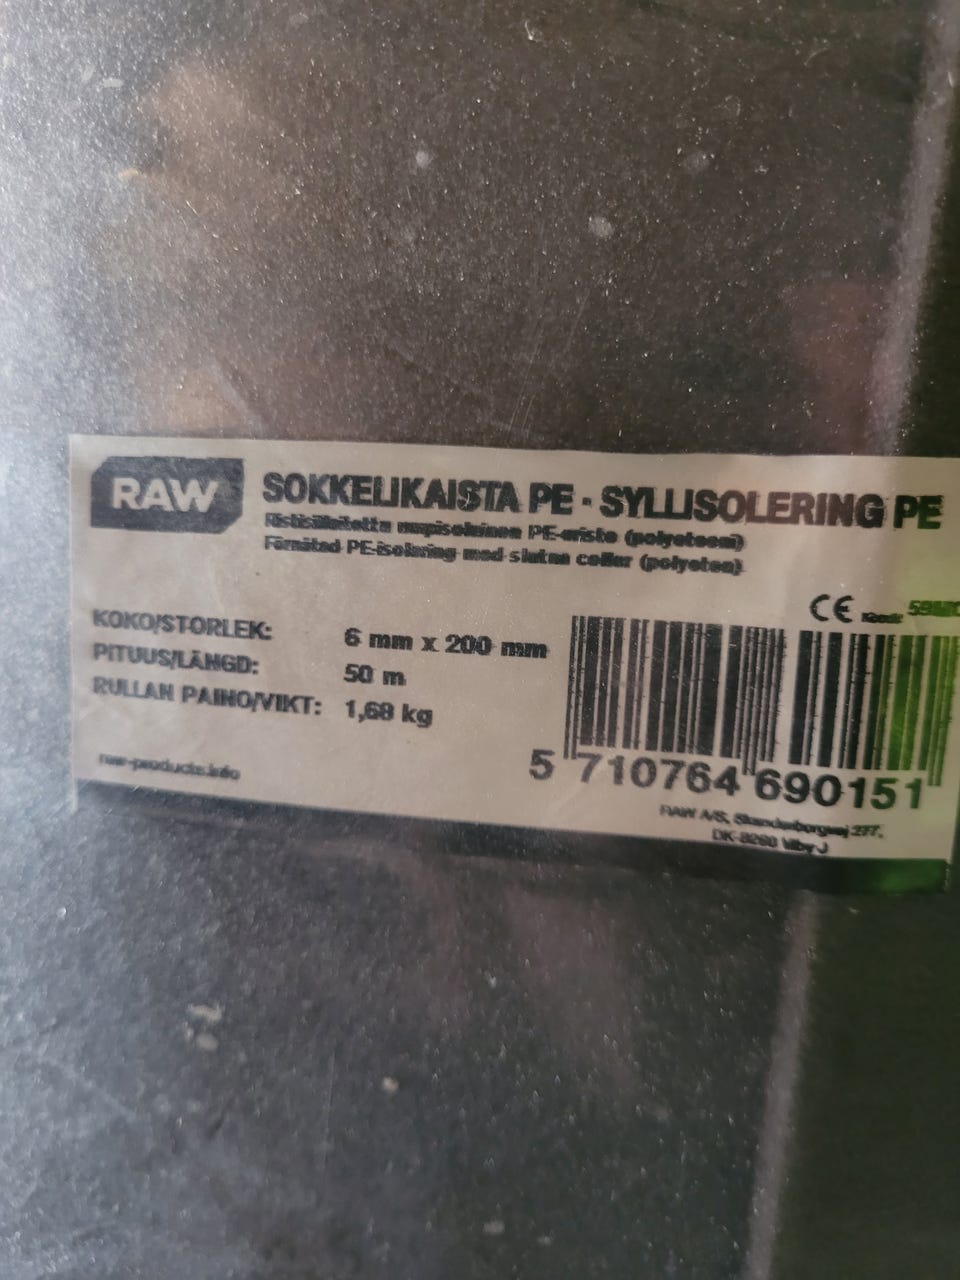 RAW
SOKKELIKAISTA PE - SYLLISOLERING PE
Ristisilloitettu umpisoluinen PE-eriste (polyeteeni)
Förnätad PE-isolering med slutna celler (polyeten)
CE
KOKO/STORLEK: 6 mm x 200 mm
PITUUS/LÄNGD: 50 m
RULLAN PAINO/VIKT: 1,68 kg
5 710764 690151
raw-products.info
RAW A/S, Skanderborgvej 277,
DK-8260 Viby J